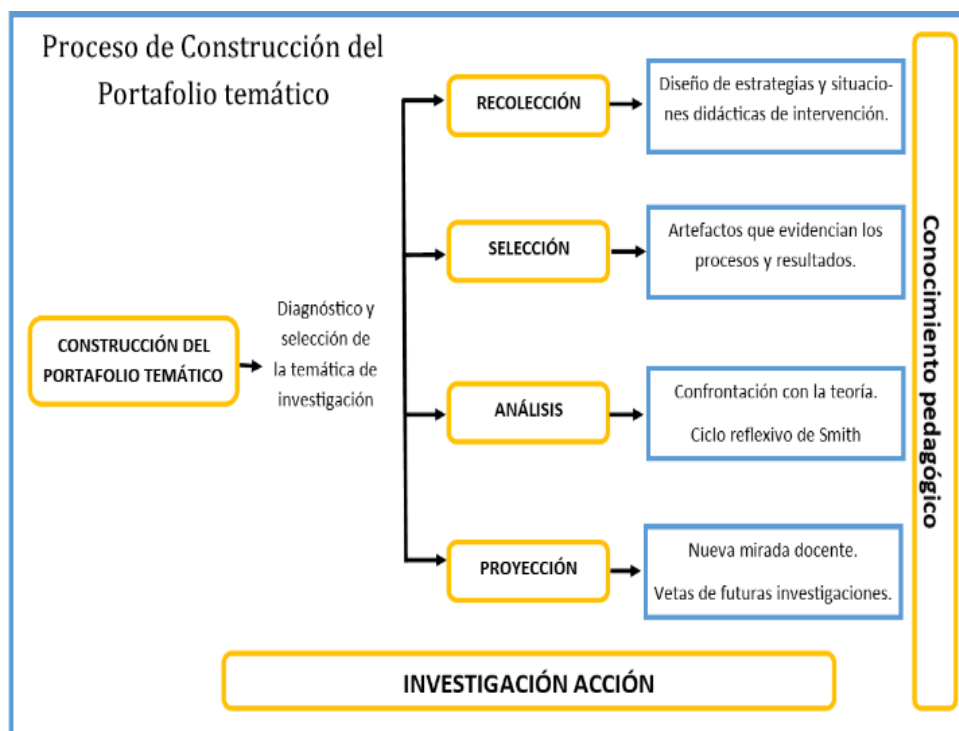 Proceso de Construcción del
Portafolio temático
CONSTRUCCIÓN DEL
PORTAFOLIO TEMÁTICO
Diagnóstico y
selección de
la temática de
investigación
RECOLECCIÓN
Diseño de estrategias y situacio-
nes didácticas de intervención.
SELECCIÓN
Artefactos que evidencian los
procesos y resultados.
ANÁLISIS
Confrontación con la teoría.
Ciclo reflexivo de Smith
PROYECCIÓN
Nueva mirada docente.
Vetas de futuras investigaciones.
Conocimiento pedagógico
INVESTIGACIÓN ACCIÓN